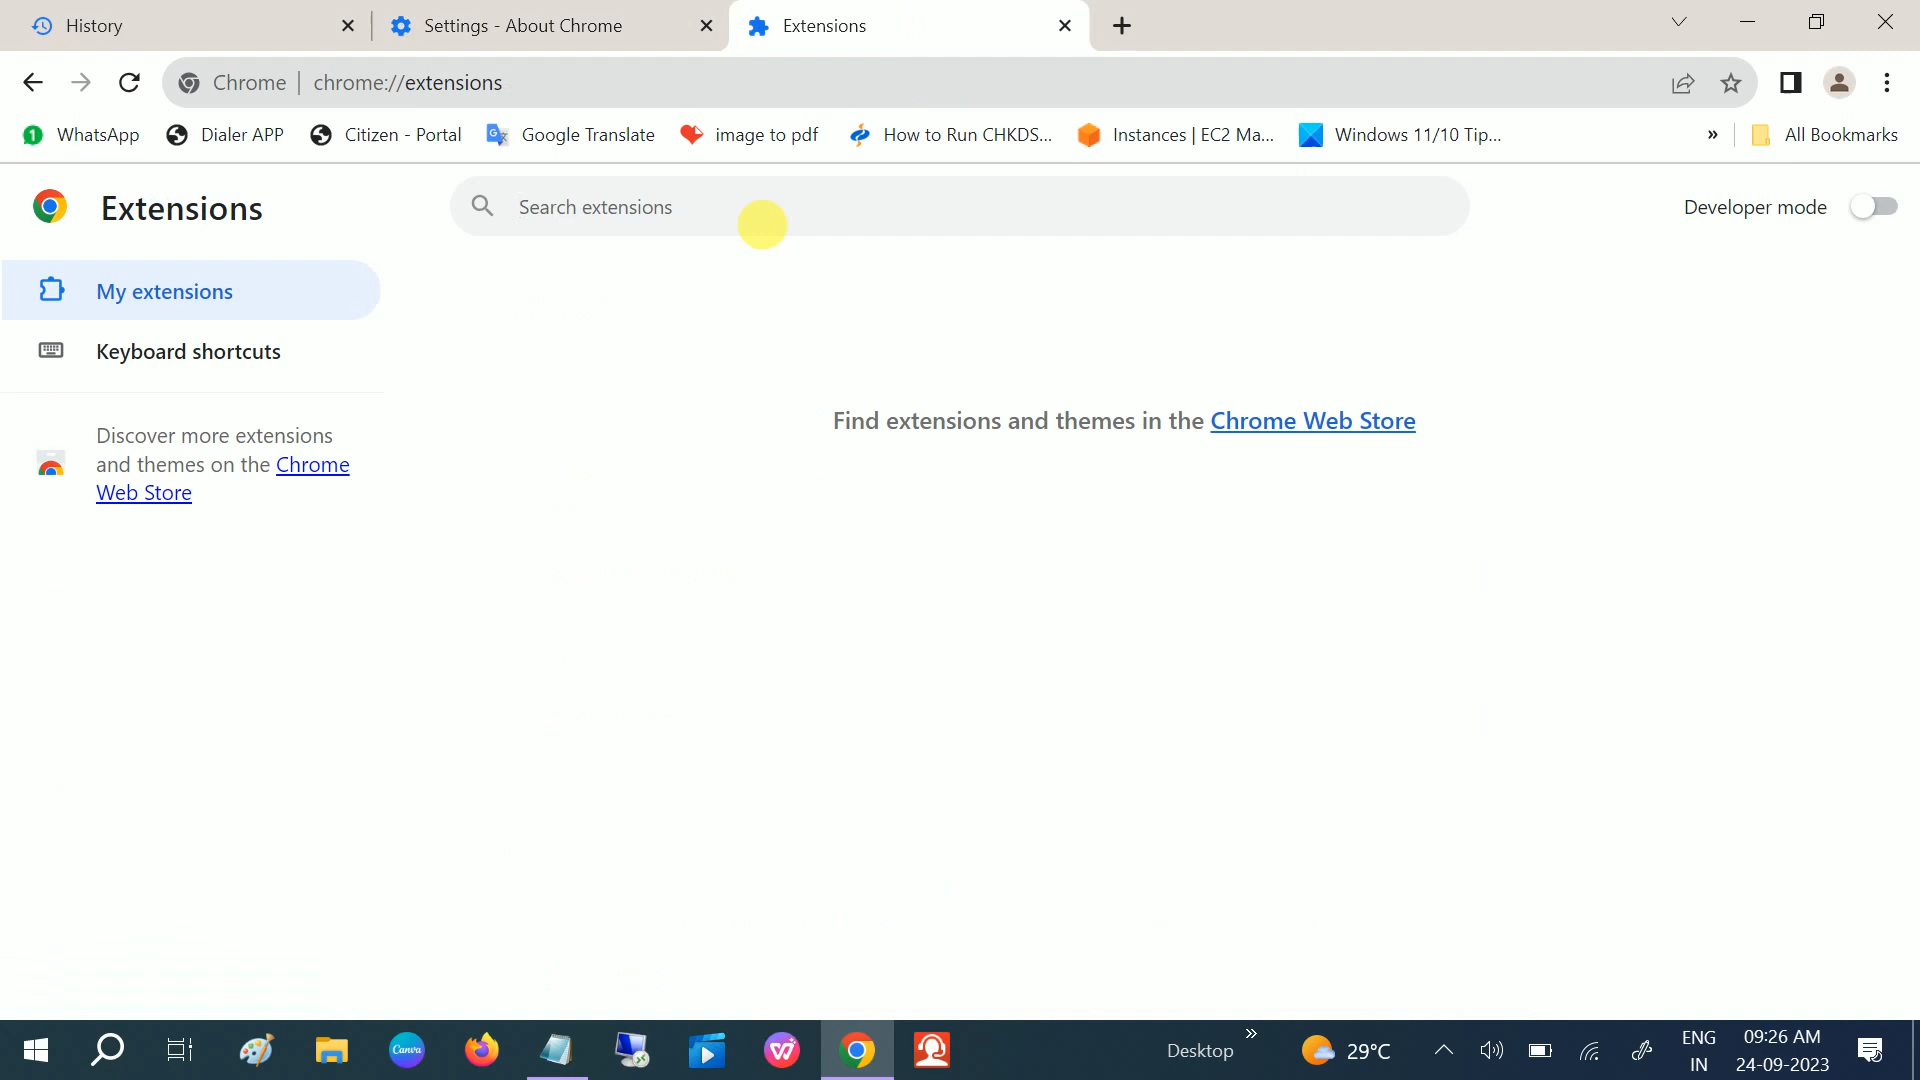 History
Settings - About Chrome
Extensions
Chrome
chrome://extensions
1
WhatsApp
Dialer APP
Citizen - Portal
Google Translate
image to pdf
How to Run CHKDS...
Instances | EC2 Ma...
Windows 11/10 Tip...
»
All Bookmarks
Extensions
Search extensions
Developer mode
My extensions
Keyboard shortcuts
Discover more extensions
and themes on the Chrome
Web Store
Find extensions and themes in the Chrome Web Store
Canva
Desktop
»
29°C
ENG
IN
09:26 AM
24-09-2023